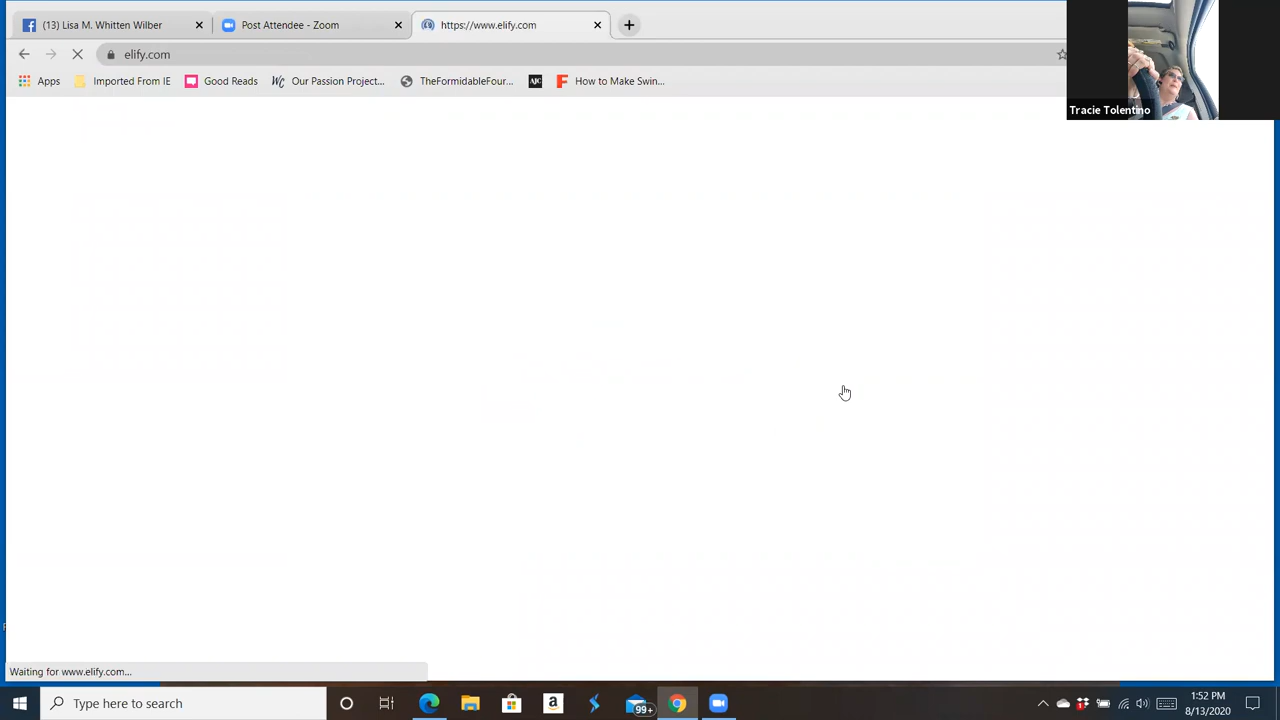 (13) Lisa M. Whitten Wilber
Post Attendee - Zoom
https://www.elify.com
elify.com
Apps
Imported From IE
Good Reads
Our Passion Project...
TheFormidableFour...
AJC
How to Make Swin...
Tracie Tolentino
Waiting for www.elify.com...
Type here to search
99+
1:52 PM
8/13/2020